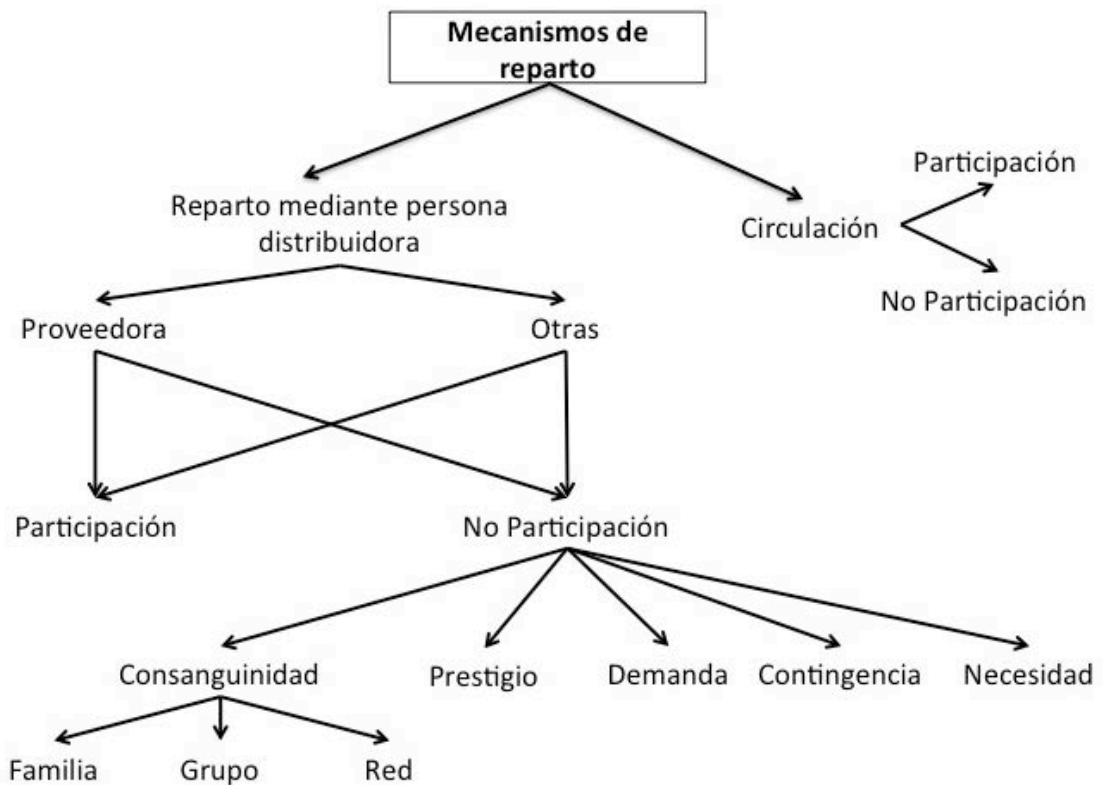 Mecanismos de
reparto
Participación
Reparto mediante persona
distribuidora
Circulación
No Participación
Proveedora
Otras
Participación
No Participación
Consanguinidad
Prestigio
Demanda
Contingencia
Necesidad
Familia
Grupo
Red